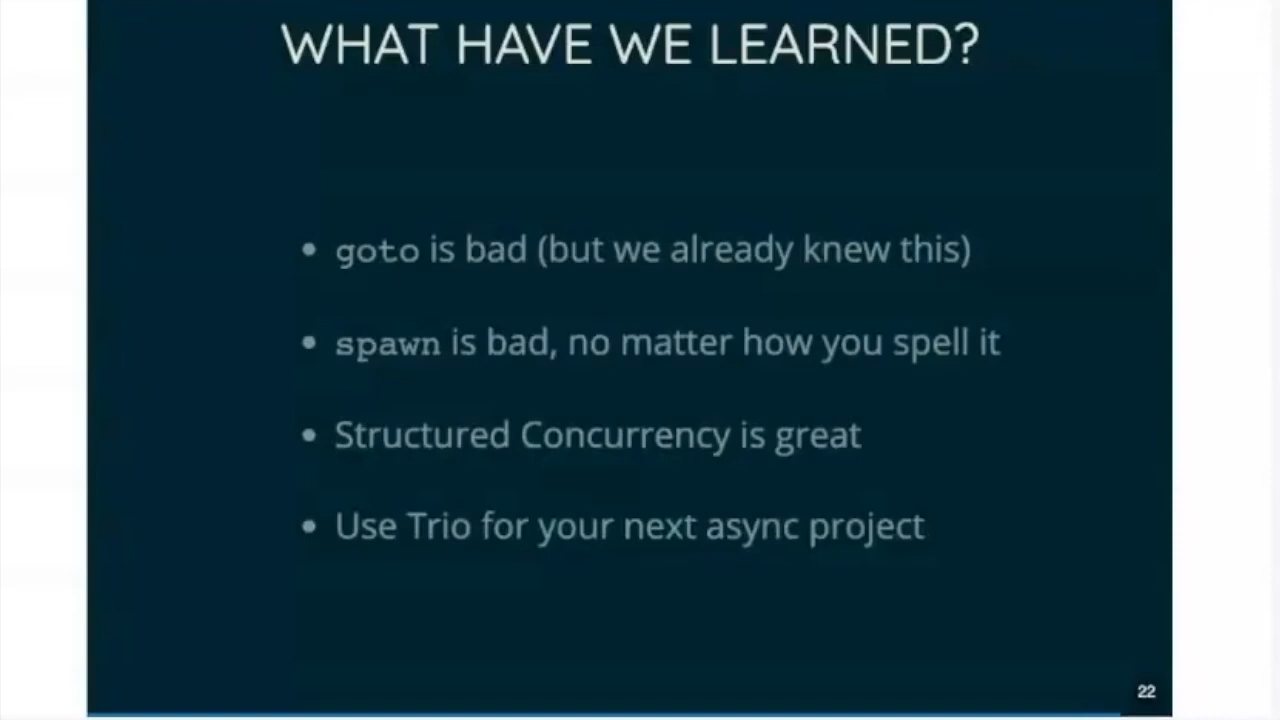 WHAT HAVE WE LEARNED?
• goto is bad (but we already knew this)
• spawn is bad, no matter how you spell it
• Structured Concurrency is great
• Use Trio for your next async project
22